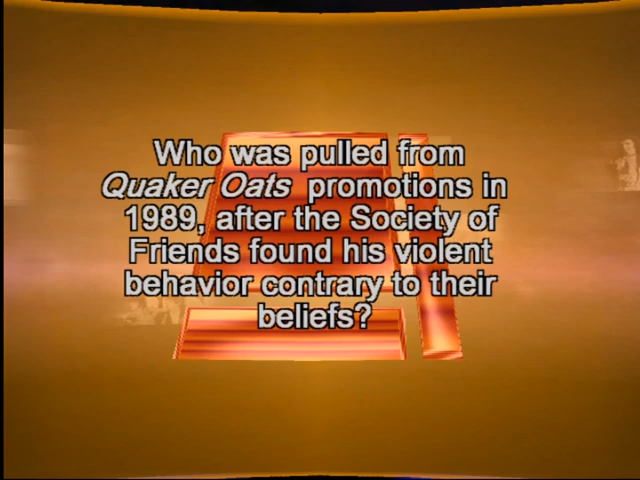 Who was pulled from
Quaker Oats promotions in
1989, after the Society of
Friends found his violent
behavior contrary to their
beliefs?